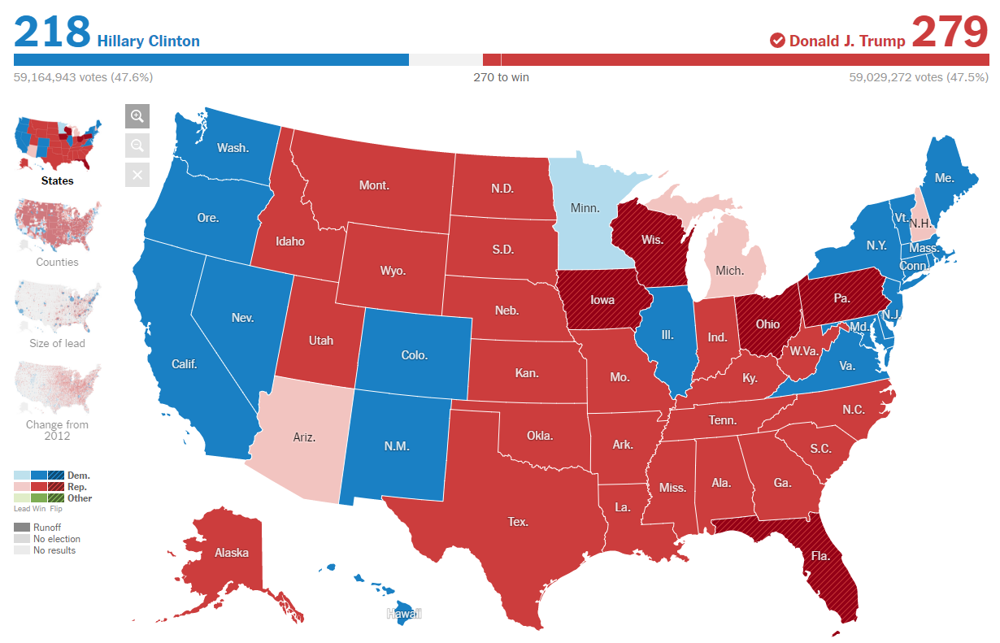 218 Hillary Clinton
Donald J. Trump 279
59,164,943 votes (47.6%)
270 to win
59,029,272 votes (47.5%)
States
Counties
Size of lead
Change from
2012
Dem.
Rep.
Other
Lead Win Flip
Runoff
No election
No results
Wash.
Mont.
N.D.
Minn.
Me.
Ore.
Idaho
S.D.
Wis.
Vt.
N.H.
Wyo.
Mich.
N.Y.
Mass.
Conn.
Nev.
Utah
Neb.
Iowa
Pa.
N.J.
Calif.
Colo.
Kan.
Mo.
Ill.
Ind.
Ohio
W.Va.
Md.
Va.
Ky.
Ariz.
N.M.
Okla.
Ark.
Tenn.
N.C.
S.C.
Tex.
La.
Miss.
Ala.
Ga.
Fla.
Alaska
Hawaii